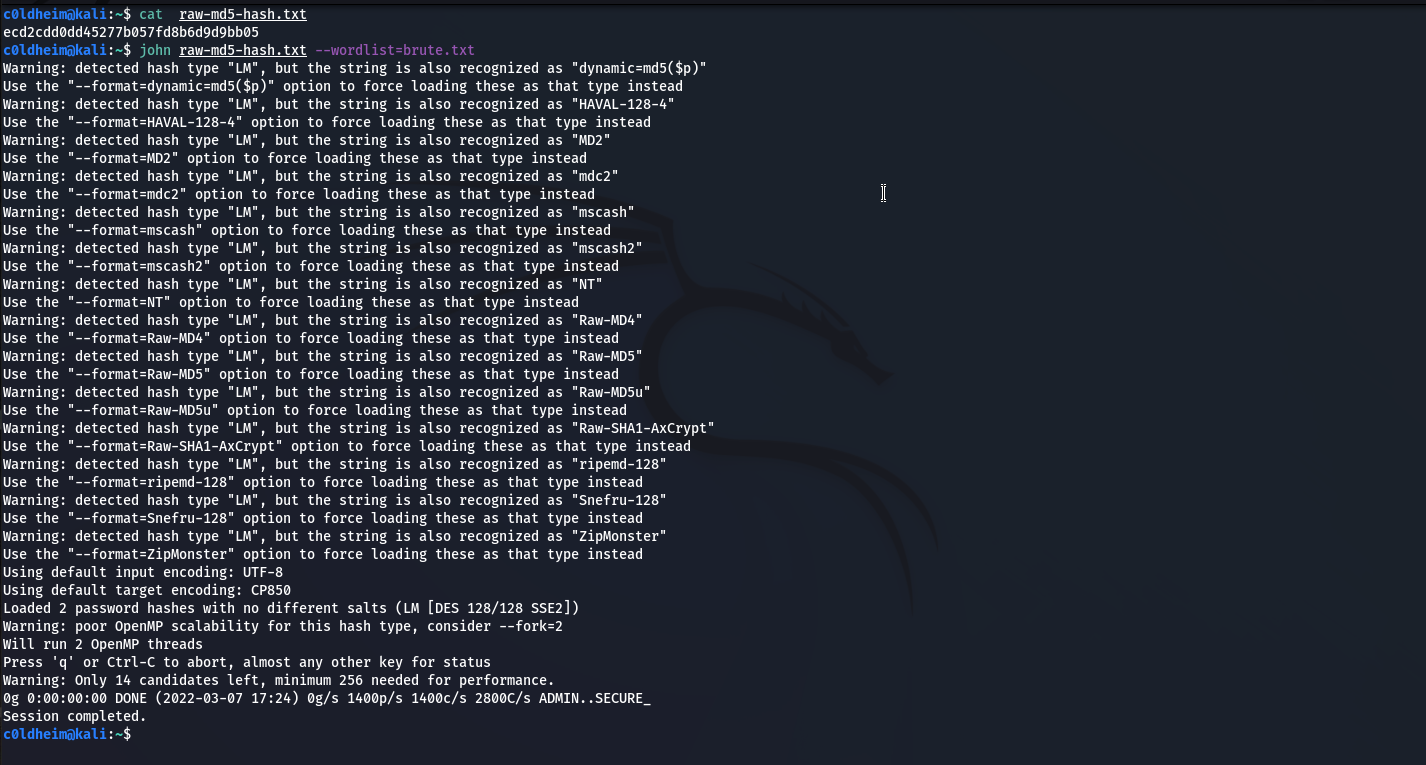 c0ldheim@kali:~$ cat  raw-md5-hash.txt
ecd2cdd0dd45277b057fd8b6d9d9bb05
c0ldheim@kali:~$ john raw-md5-hash.txt --wordlist=brute.txt
Warning: detected hash type "LM", but the string is also recognized as "dynamic=md5($p)"
Use the "--format=dynamic=md5($p)" option to force loading these as that type instead
Warning: detected hash type "LM", but the string is also recognized as "HAVAL-128-4"
Use the "--format=HAVAL-128-4" option to force loading these as that type instead
Warning: detected hash type "LM", but the string is also recognized as "MD2"
Use the "--format=MD2" option to force loading these as that type instead
Warning: detected hash type "LM", but the string is also recognized as "mdc2"
Use the "--format=mdc2" option to force loading these as that type instead
Warning: detected hash type "LM", but the string is also recognized as "mscash"
Use the "--format=mscash" option to force loading these as that type instead
Warning: detected hash type "LM", but the string is also recognized as "mscash2"
Use the "--format=mscash2" option to force loading these as that type instead
Warning: detected hash type "LM", but the string is also recognized as "NT"
Use the "--format=NT" option to force loading these as that type instead
Warning: detected hash type "LM", but the string is also recognized as "Raw-MD4"
Use the "--format=Raw-MD4" option to force loading these as that type instead
Warning: detected hash type "LM", but the string is also recognized as "Raw-MD5"
Use the "--format=Raw-MD5" option to force loading these as that type instead
Warning: detected hash type "LM", but the string is also recognized as "Raw-MD5u"
Use the "--format=Raw-MD5u" option to force loading these as that type instead
Warning: detected hash type "LM", but the string is also recognized as "Raw-SHA1-AxCrypt"
Use the "--format=Raw-SHA1-AxCrypt" option to force loading these as that type instead
Warning: detected hash type "LM", but the string is also recognized as "ripemd-128"
Use the "--format=ripemd-128" option to force loading these as that type instead
Warning: detected hash type "LM", but the string is also recognized as "Snefru-128"
Use the "--format=Snefru-128" option to force loading these as that type instead
Warning: detected hash type "LM", but the string is also recognized as "ZipMonster"
Use the "--format=ZipMonster" option to force loading these as that type instead
Using default input encoding: UTF-8
Using default target encoding: CP850
Loaded 2 password hashes with no different salts (LM [DES 128/128 SSE2])
Warning: poor OpenMP scalability for this hash type, consider --fork=2
Will run 2 OpenMP threads
Press 'q' or Ctrl-C to abort, almost any other key for status
Warning: Only 14 candidates left, minimum 256 needed for performance.
0g 0:00:00:00 DONE (2022-03-07 17:24) 0g/s 1400p/s 1400c/s 2800C/s ADMIN..SECURE_
Session completed.
c0ldheim@kali:~$